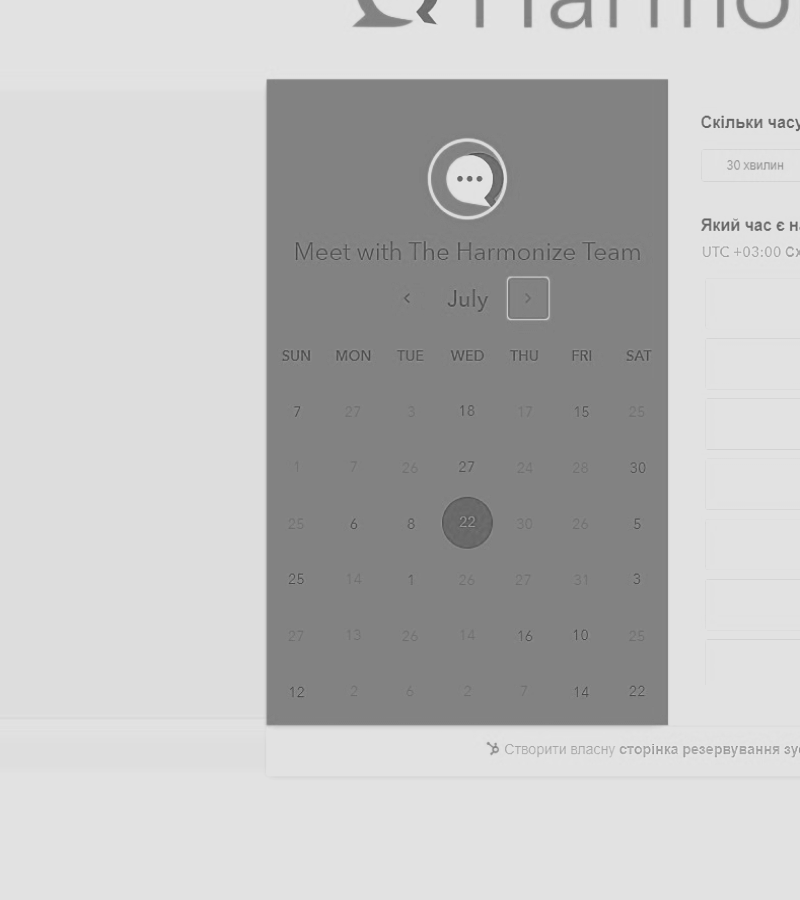 Harmo
Meet with The Harmonize Team
July
SUN MON TUE WED THU FRI SAT
7 27 3 18 17 15 25
1 7 26 27 24 28 30
25 6 8 22 30 26 5
25 14 1 26 27 31 3
27 13 26 14 16 10 25
12 2 6 2 7 14 22
Скільки часу
30 хвилин
Який час є н
UTC +03:00 Сх
Створити власну сторінка резервування зу